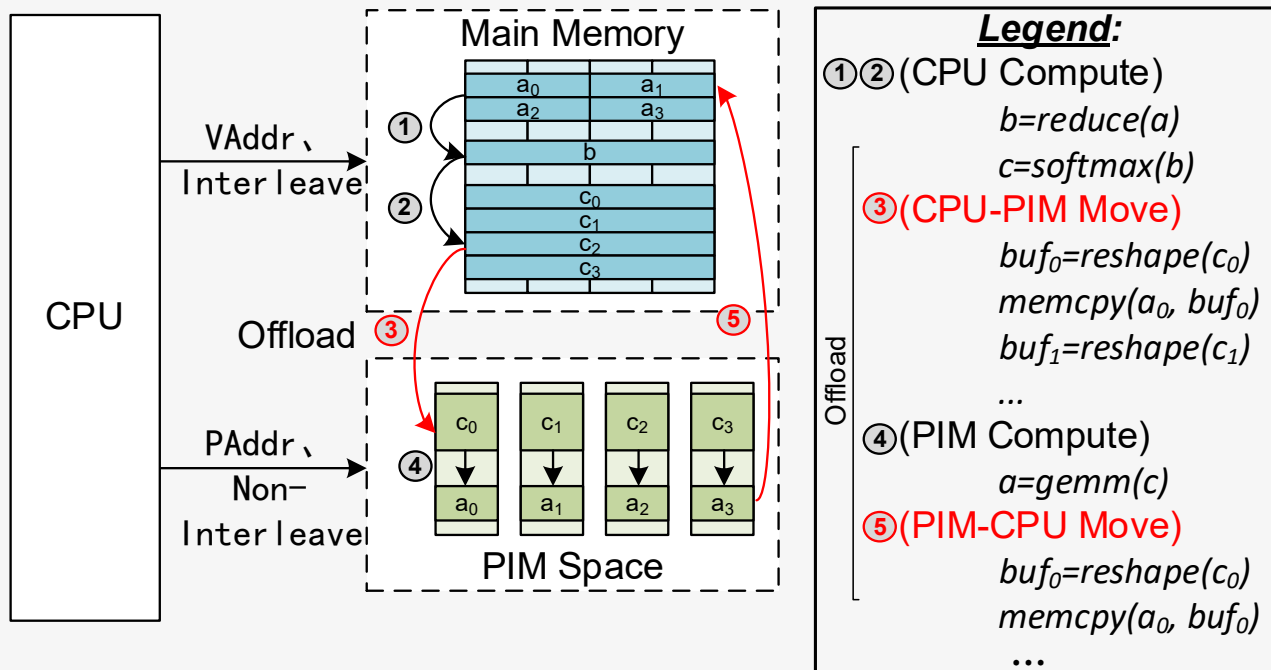 CPU
VAddr、
Interleave
PAddr、
Non-
Interleave
Main Memory
a₀ a₁
a₂ a₃
b
c₀
c₁
c₂
c₃
①
②
Offload ③ ⑤
c₀ c₁ c₂ c₃
④
a₀ a₁ a₂ a₃
PIM Space
Legend:
①②(CPU Compute)
b=reduce(a)
c=softmax(b)
③(CPU-PIM Move)
buf₀=reshape(c₀)
memcpy(a₀, buf₀)
buf₁=reshape(c₁)
...
④(PIM Compute)
a=gemm(c)
⑤(PIM-CPU Move)
buf₀=reshape(c₀)
memcpy(a₀, buf₀)
...
Offload